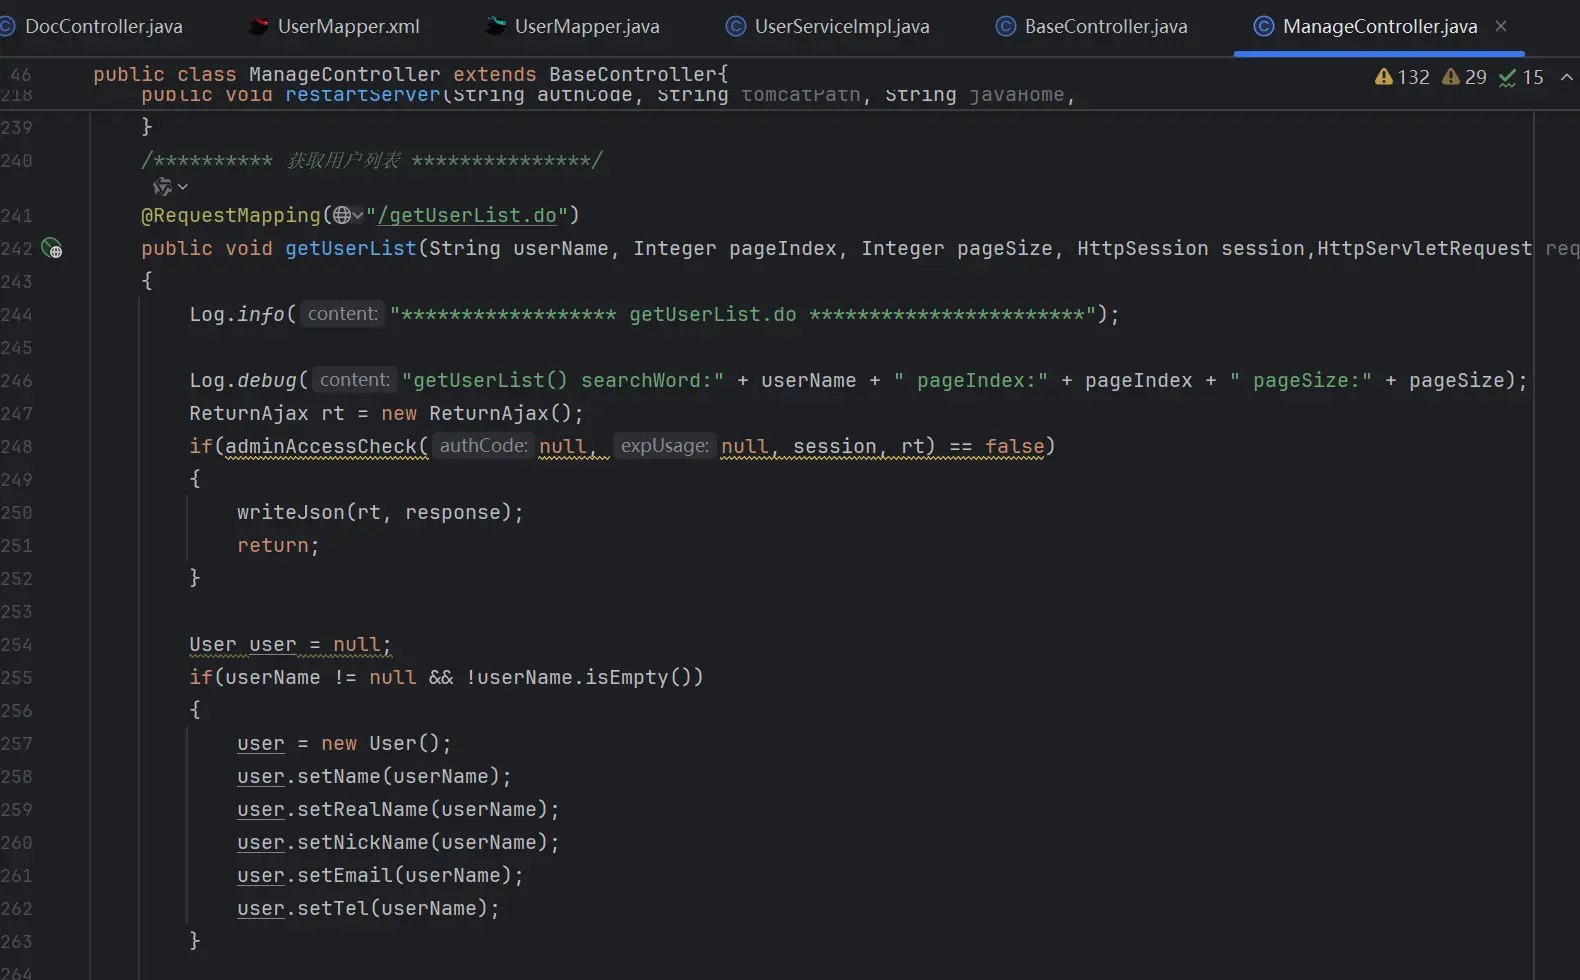 DocController.java UserMapper.xml UserMapper.java UserServiceImpl.java BaseController.java ManageController.java
46 public class ManageController extends BaseController{ 132 29 15
218 public void restartServer(String authCode, String tomcatPath, String javaHome,
239 }
240 /********** 获取用户列表 ***************/
241 @RequestMapping("/getUserList.do")
242 public void getUserList(String userName, Integer pageIndex, Integer pageSize, HttpSession session,HttpServletRequest req
243 {
244 Log.info( content: "****************** getUserList.do ***********************");
245
246 Log.debug( content: "getUserList() searchWord:" + userName + " pageIndex:" + pageIndex + " pageSize:" + pageSize);
247 ReturnAjax rt = new ReturnAjax();
248 if(adminAccessCheck( authCode: null, expUsage: null, session, rt) == false)
249 {
250 writeJson(rt, response);
251 return;
252 }
253
254 User user = null;
255 if(userName != null && !userName.isEmpty())
256 {
257 user = new User();
258 user.setName(userName);
259 user.setRealName(userName);
260 user.setNickName(userName);
261 user.setEmail(userName);
262 user.setTel(userName);
263 }
264